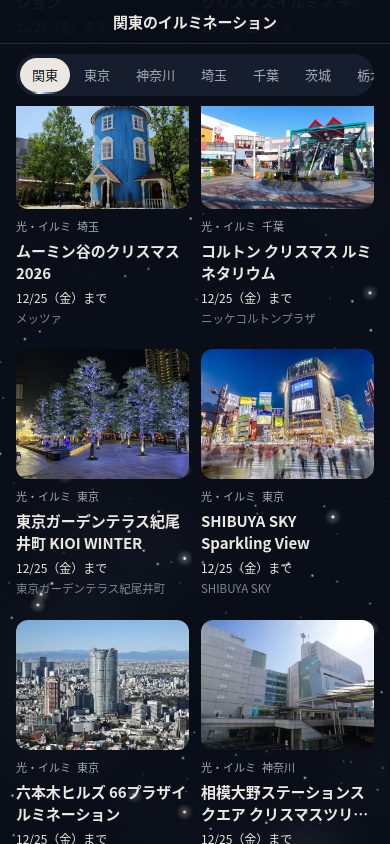 関東のイルミネーション
関東 東京 神奈川 埼玉 千葉 茨城
光・イルミ 埼玉
ムーミン谷のクリスマス
2026
12/25（金）まで
メッツァ
光・イルミ 千葉
コルトン クリスマス ルミ
ネタリウム
12/25（金）まで
ニッケコルトンプラザ
光・イルミ 東京
東京ガーデンテラス紀尾
井町 KIOI WINTER
12/25（金）まで
東京ガーデンテラス紀尾井町
光・イルミ 東京
SHIBUYA SKY
Sparkling View
12/25（金）まで
SHIBUYA SKY
光・イルミ 東京
六本木ヒルズ 66プラザイ
ルミネーション
12/25（金）まで
光・イルミ 神奈川
相模大野ステーションス
クエア クリスマスツリ…
12/25（金）まで